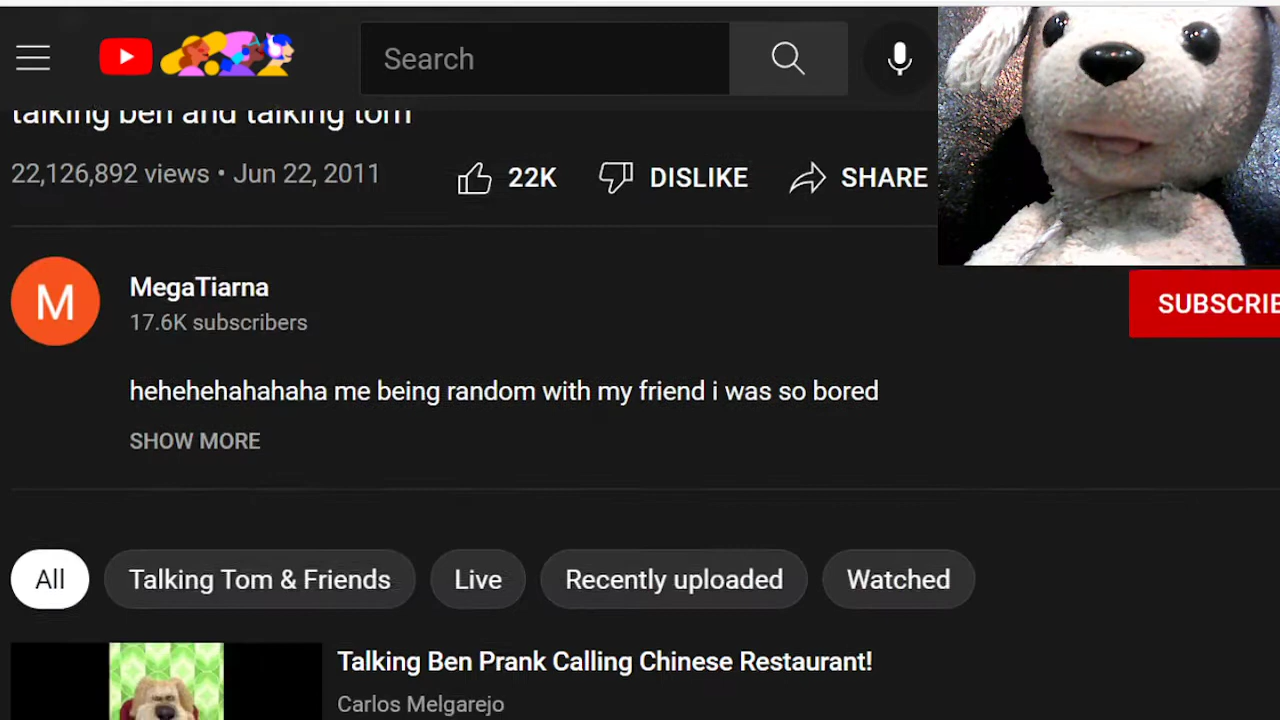 Search
talking ben and talking tom
22,126,892 views • Jun 22, 2011
22K
DISLIKE
SHARE
M
MegaTiarna
17.6K subscribers
SUBSCRIBE
hehehehahahaha me being random with my friend i was so bored
SHOW MORE
All
Talking Tom & Friends
Live
Recently uploaded
Watched
Talking Ben Prank Calling Chinese Restaurant!
Carlos Melgarejo